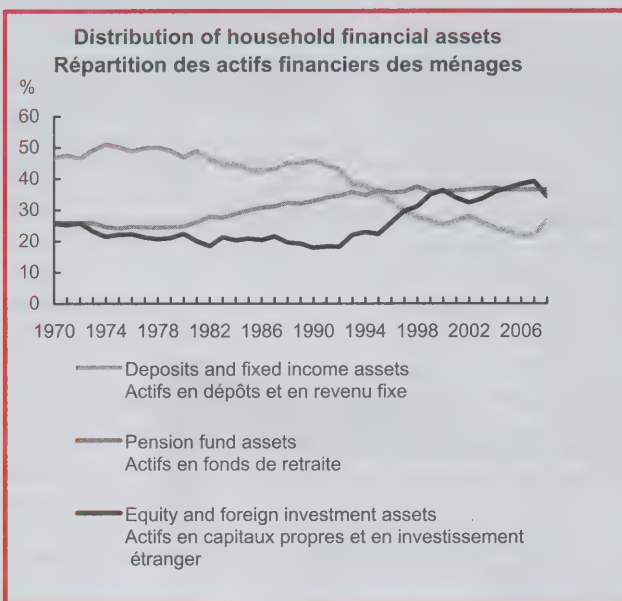 Distribution of household financial assets
Répartition des actifs financiers des ménages
%
60
50
40
30
20
10
0
1970 1974 1978 1982 1986 1990 1994 1998 2002 2006
Deposits and fixed income assets
Actifs en dépôts et en revenu fixe
Pension fund assets
Actifs en fonds de retraite
Equity and foreign investment assets
Actifs en capitaux propres et en investissement
étranger